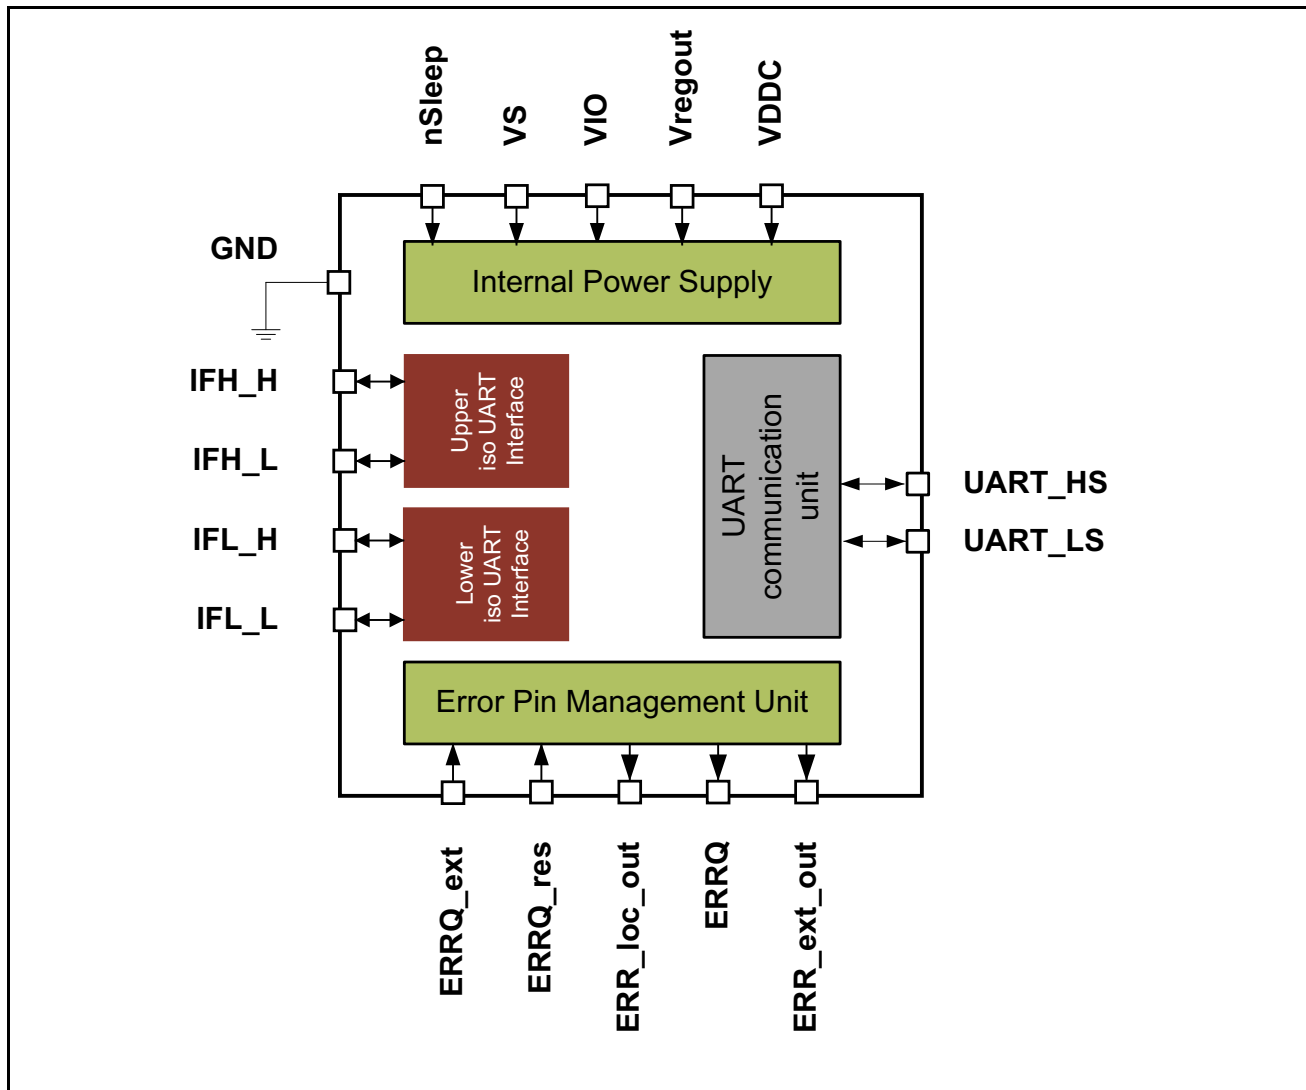 nSleep
VS
VIO
Vregout
VDDC
GND
Internal Power Supply
IFH_H
IFH_L
IFL_H
IFL_L
Upper
iso UART
Interface
Lower
iso UART
Interface
UART
communication
unit
UART_HS
UART_LS
Error Pin Management Unit
ERRQ_ext
ERRQ_res
ERR_loc_out
ERRQ
ERR_ext_out